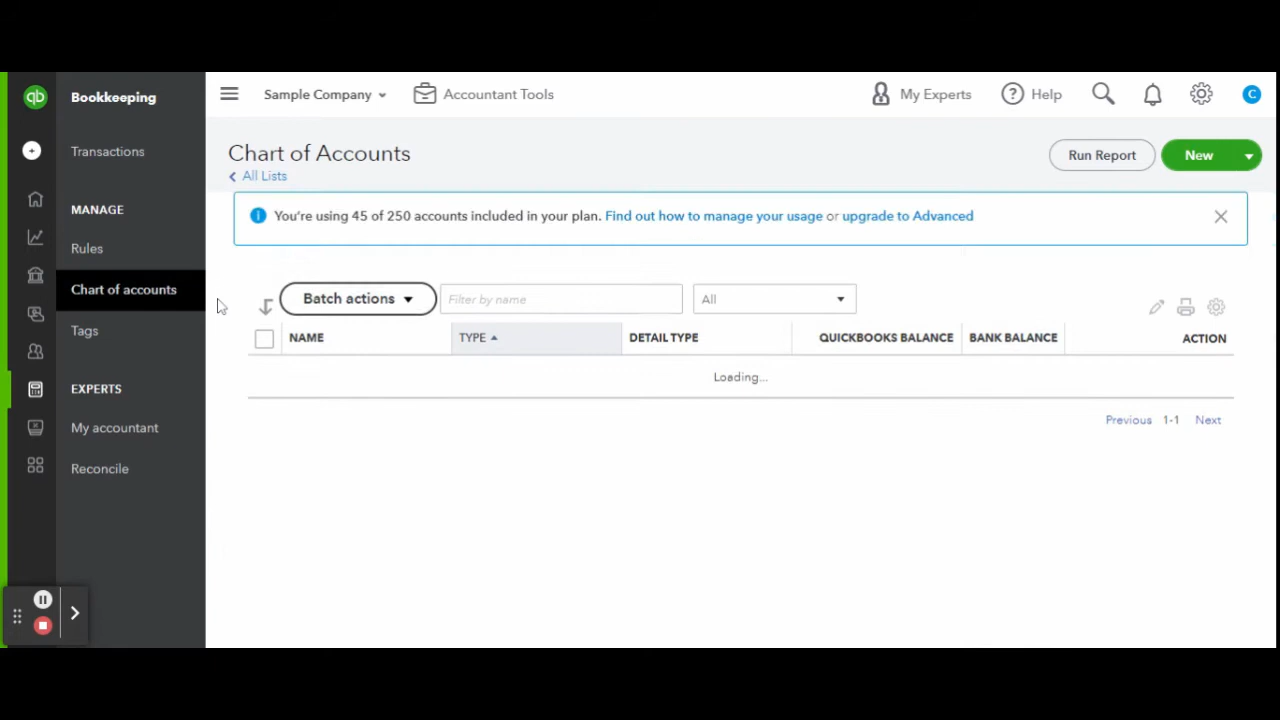 qb
Bookkeeping
Sample Company
Accountant Tools
My Experts
Help
C
Transactions
MANAGE
Rules
Chart of accounts
Tags
EXPERTS
My accountant
Reconcile
Chart of Accounts
All Lists
Run Report
New
You're using 45 of 250 accounts included in your plan. Find out how to manage your usage or upgrade to Advanced
Batch actions
Filter by name
All
NAME
TYPE
DETAIL TYPE
QUICKBOOKS BALANCE
BANK BALANCE
ACTION
Loading...
Previous 1-1 Next